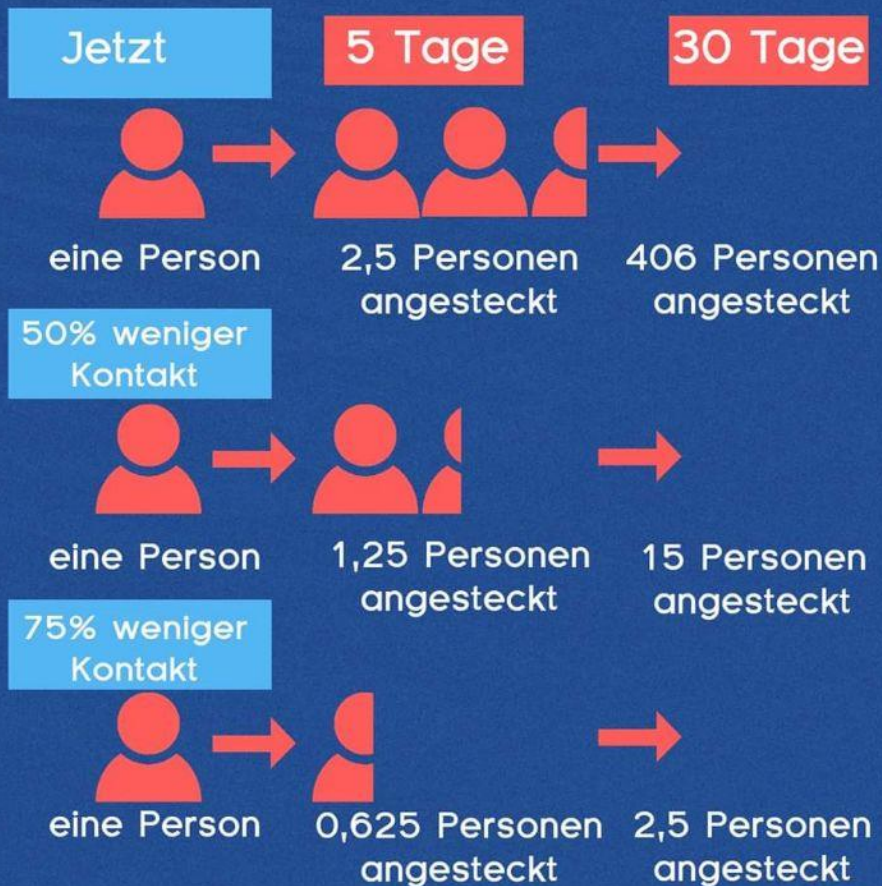 Jetzt
5 Tage
30 Tage
eine Person
2,5 Personen
angesteckt
406 Personen
angesteckt
50% weniger
Kontakt
eine Person
1,25 Personen
angesteckt
15 Personen
angesteckt
75% weniger
Kontakt
eine Person
0,625 Personen
angesteckt
2,5 Personen
angesteckt